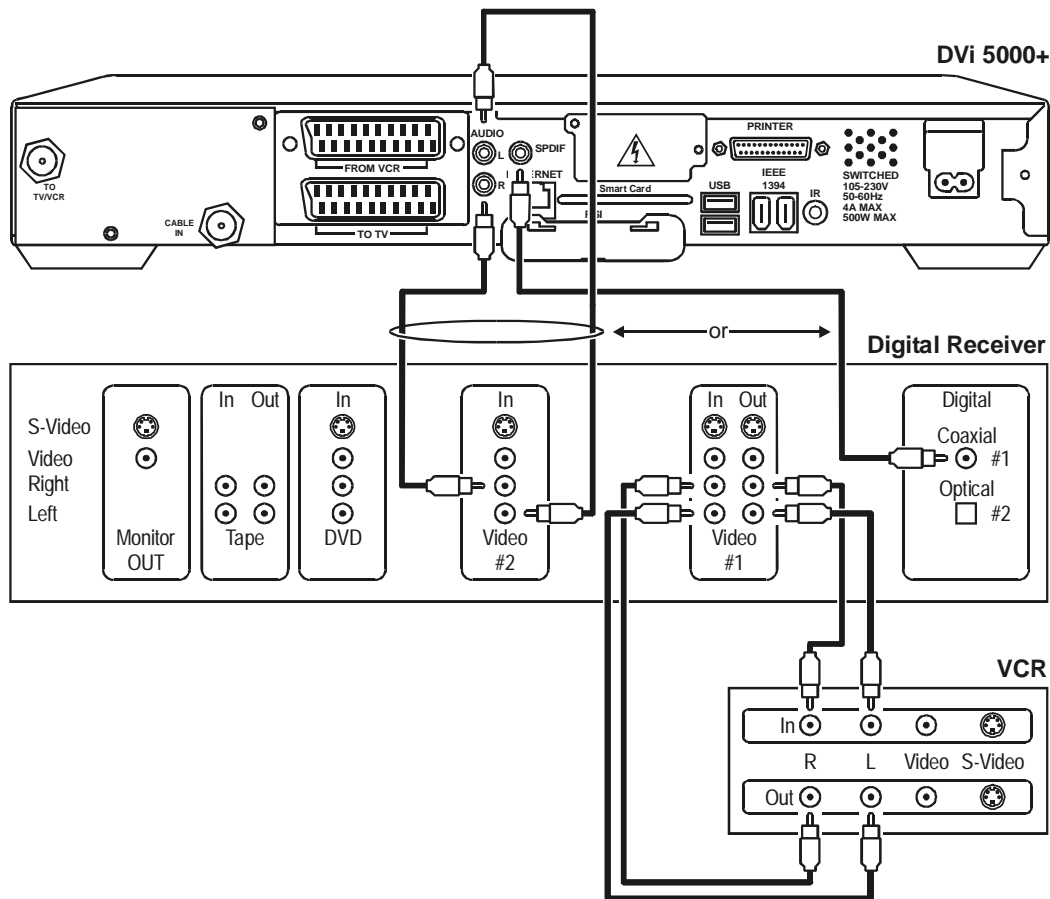 DVi 5000+
TO
TV/VCR
CABLE
IN
FROM VCR
TO TV
AUDIO
L
R
SPDIF
Smart Card
PRINTER
USB
IEEE
1394
IR
SWITCHED
105-230V
50-60Hz
4A MAX
500W MAX
or
Digital Receiver
S-Video
Video
Right
Left
Monitor
OUT
In Out
Tape
In
DVD
In
Video
#2
In Out
Video
#1
Digital
Coaxial
#1
Optical
#2
VCR
In
R L Video S-Video
Out